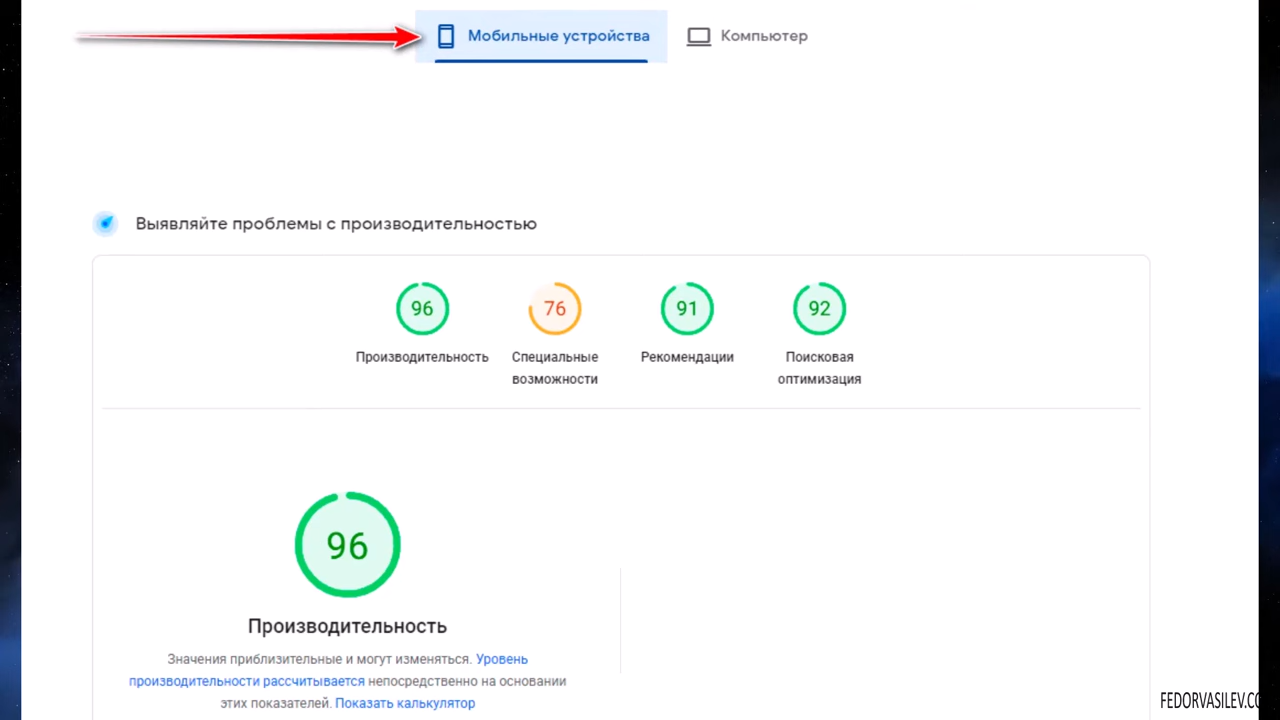 Мобильные устройства
Компьютер
Выявляйте проблемы с производительностью
96
76
91
92
Производительность
Специальные
возможности
Рекомендации
Поисковая
оптимизация
96
Производительность
Значения приблизительные и могут изменяться. Уровень
производительности рассчитывается непосредственно на основании
этих показателей. Показать калькулятор
FEDORVASILEV.CO